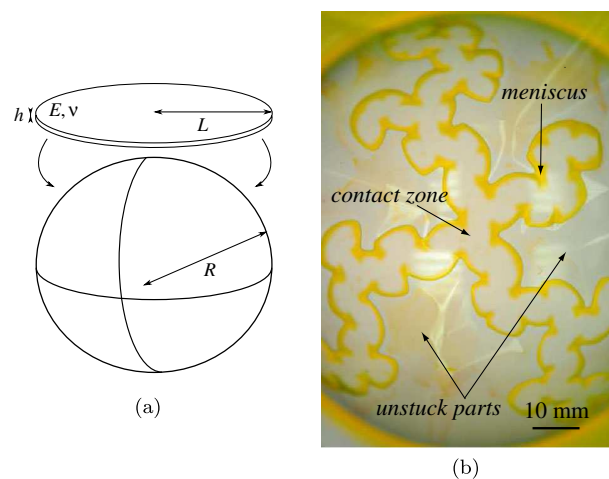 h
E, ν
L
R
(a)
meniscus
contact zone
unstuck parts
10 mm
(b)